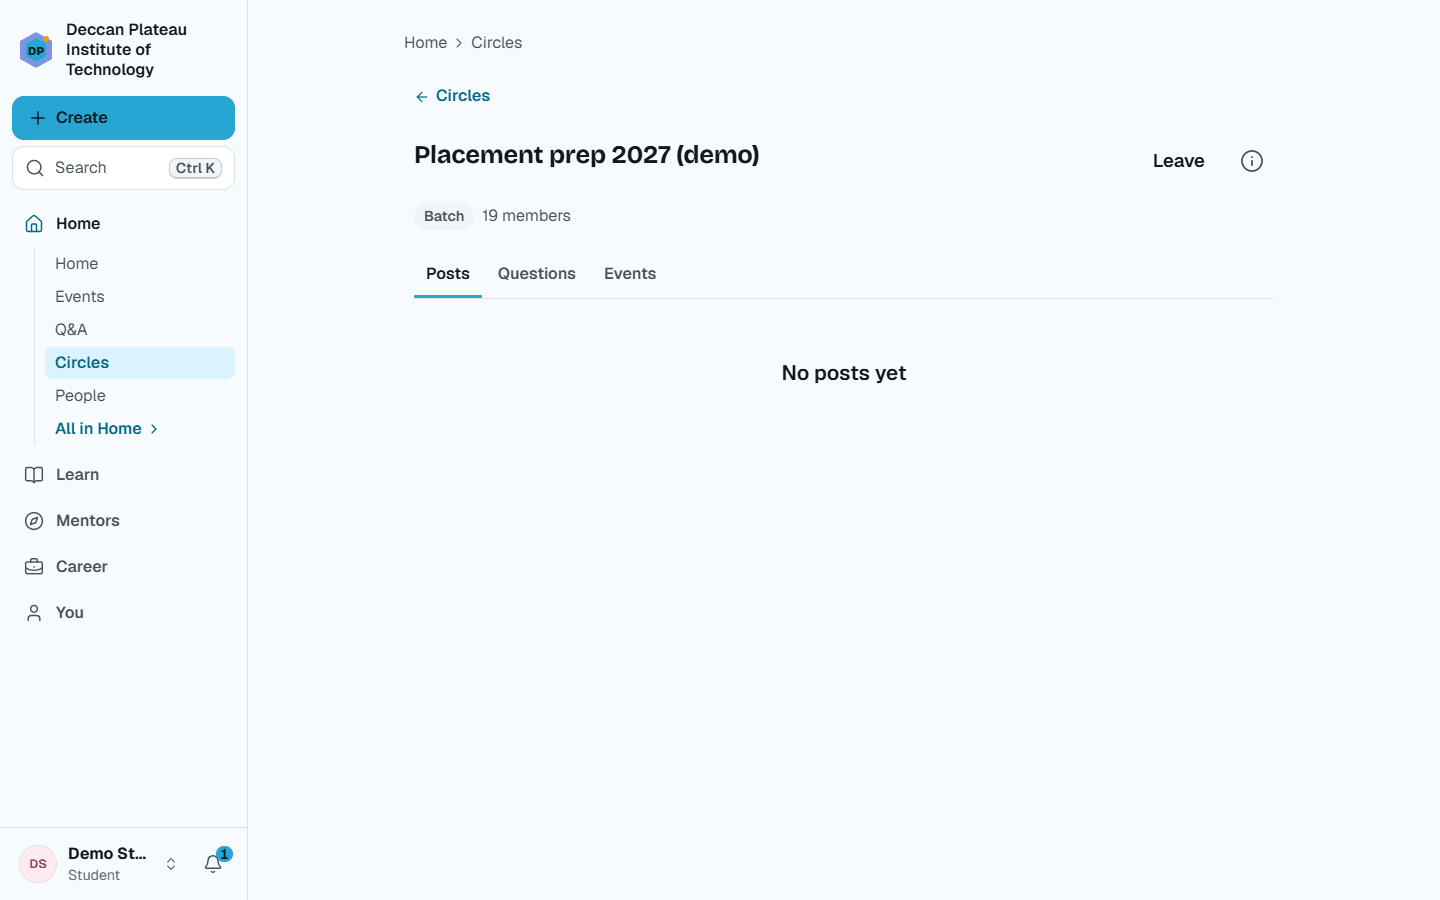 DP
Deccan Plateau
Institute of
Technology
Create
Search Ctrl K
Home
Home
Events
Q&A
Circles
People
All in Home
Learn
Mentors
Career
You
DS
Demo St...
Student
1
Home > Circles
← Circles
Placement prep 2027 (demo)
Leave
Batch 19 members
Posts Questions Events
No posts yet